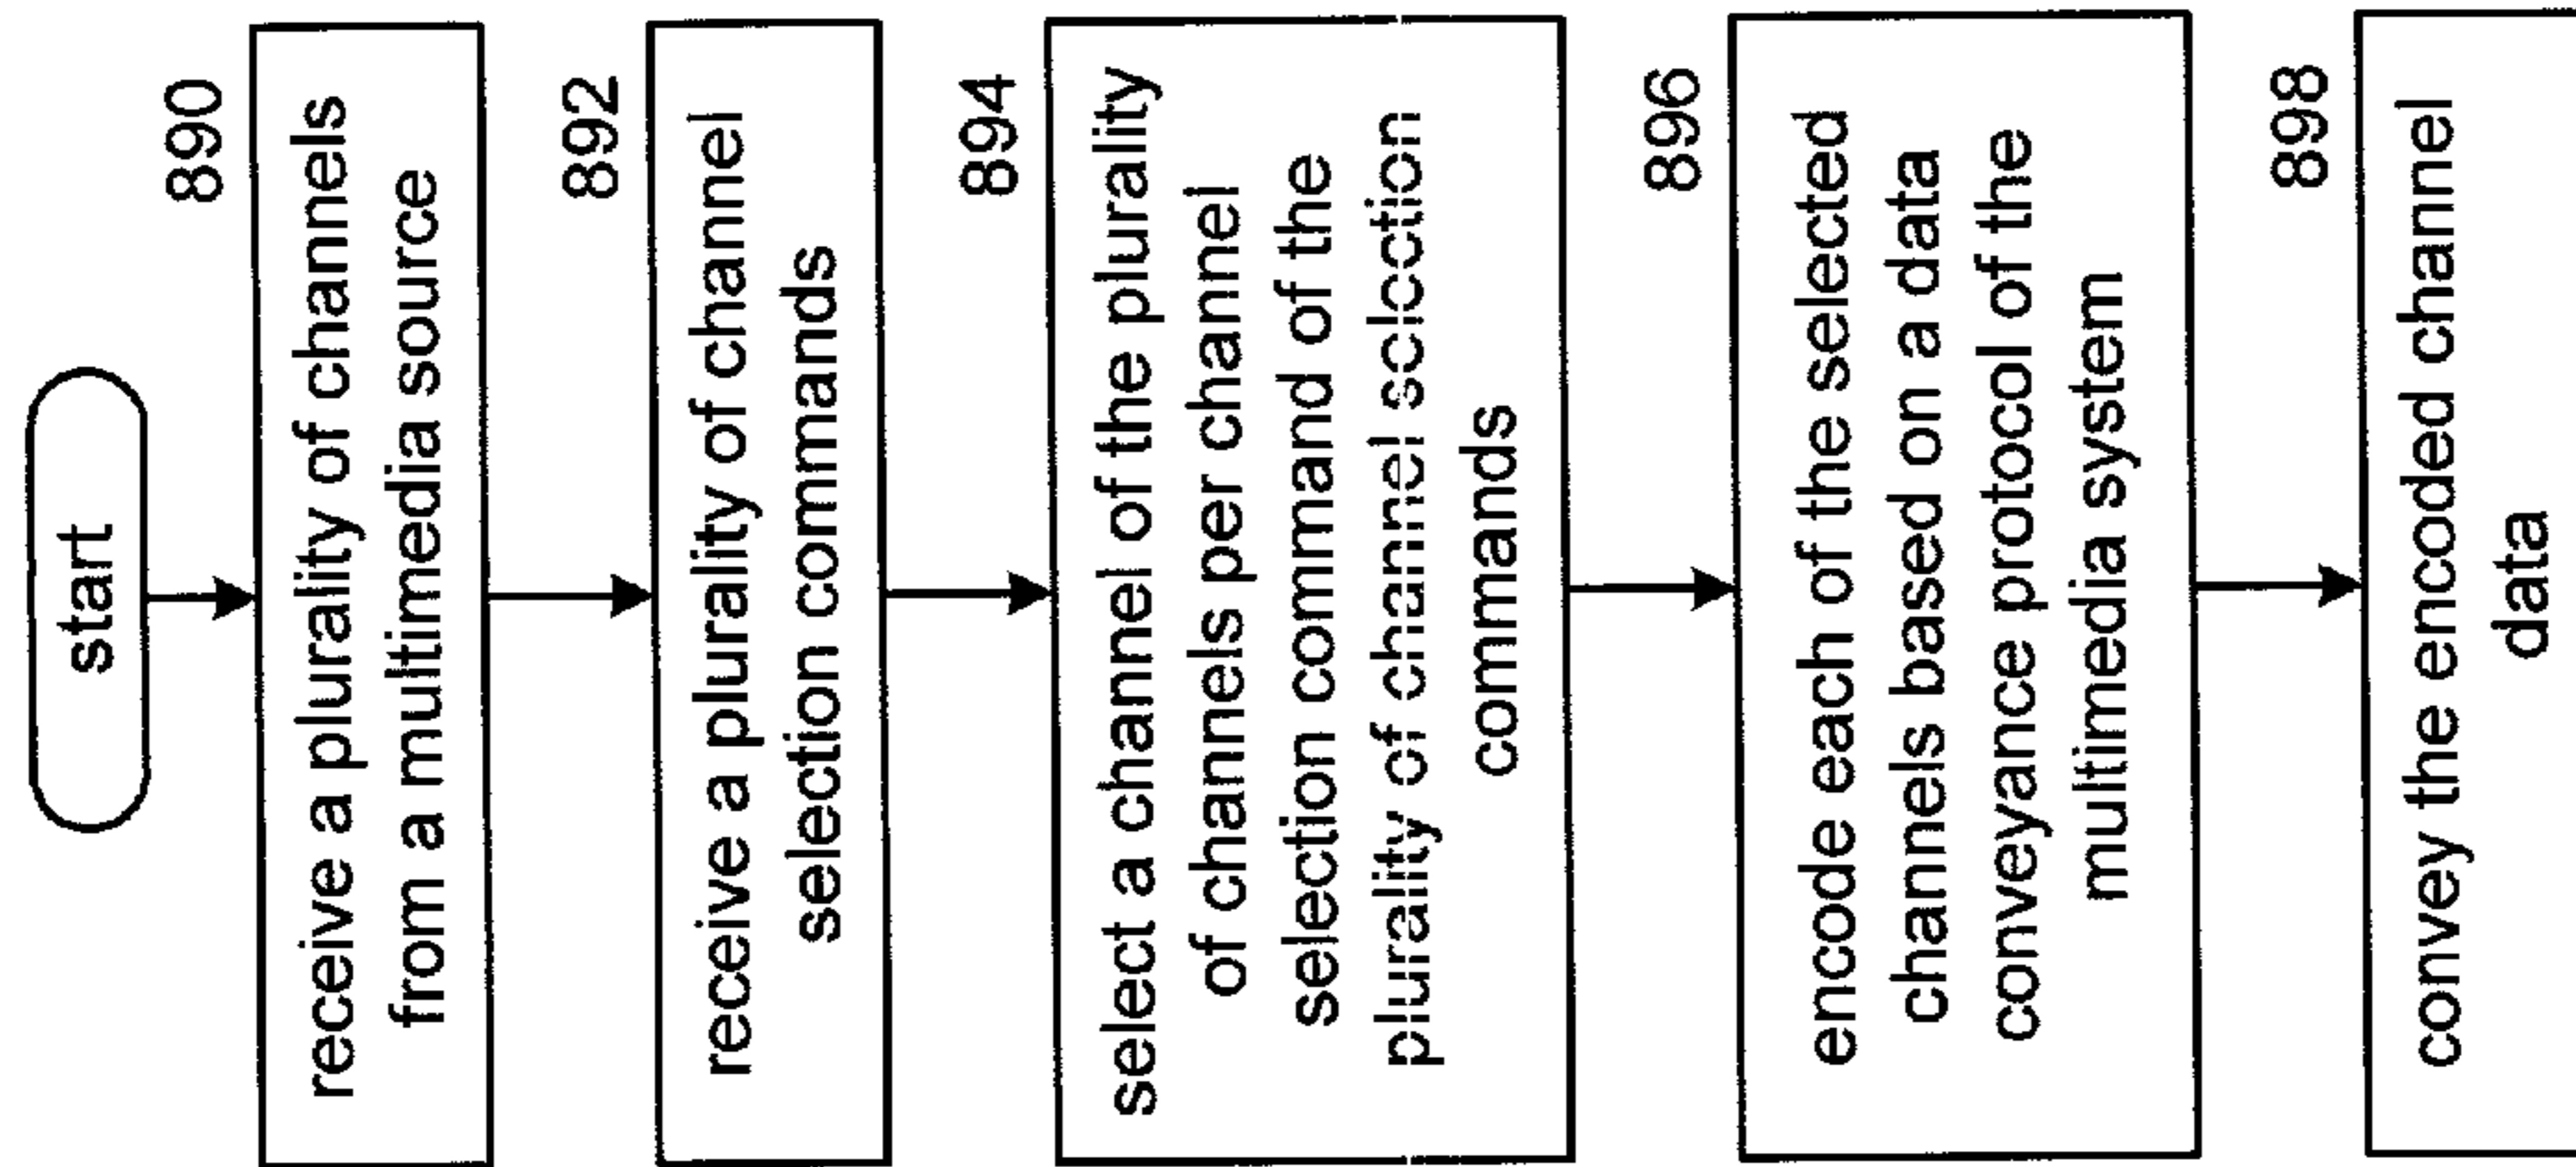 start
890
receive a plurality of channels
from a multimedia source
892
receive a plurality of channel
selection commands
894
select a channel of the plurality
of channels per channel
selection command of the
plurality of channel selection
commands
896
encode each of the selected
channels based on a data
conveyance protocol of the
multimedia system
898
convey the encoded channel
data